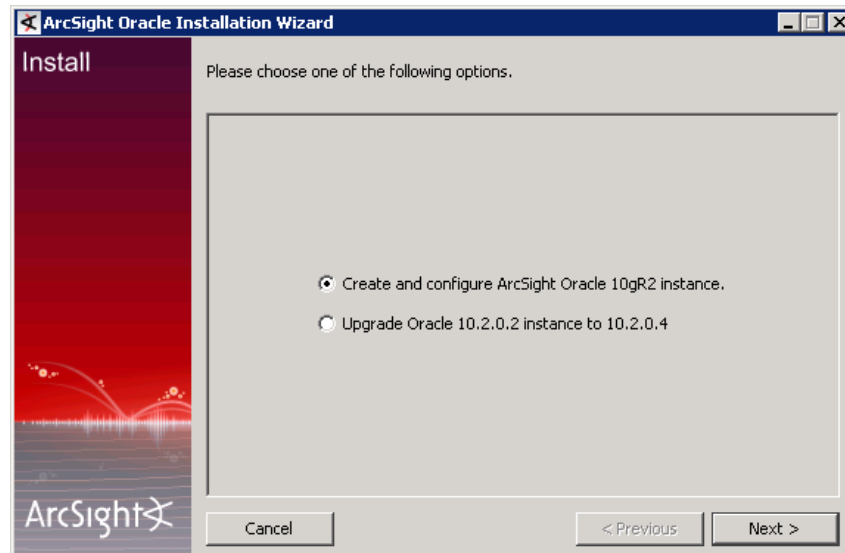 ArcSight Oracle Installation Wizard
Install
Please choose one of the following options.
Create and configure ArcSight Oracle 10gR2 instance.
Upgrade Oracle 10.2.0.2 instance to 10.2.0.4
ArcSight
Cancel
< Previous
Next >